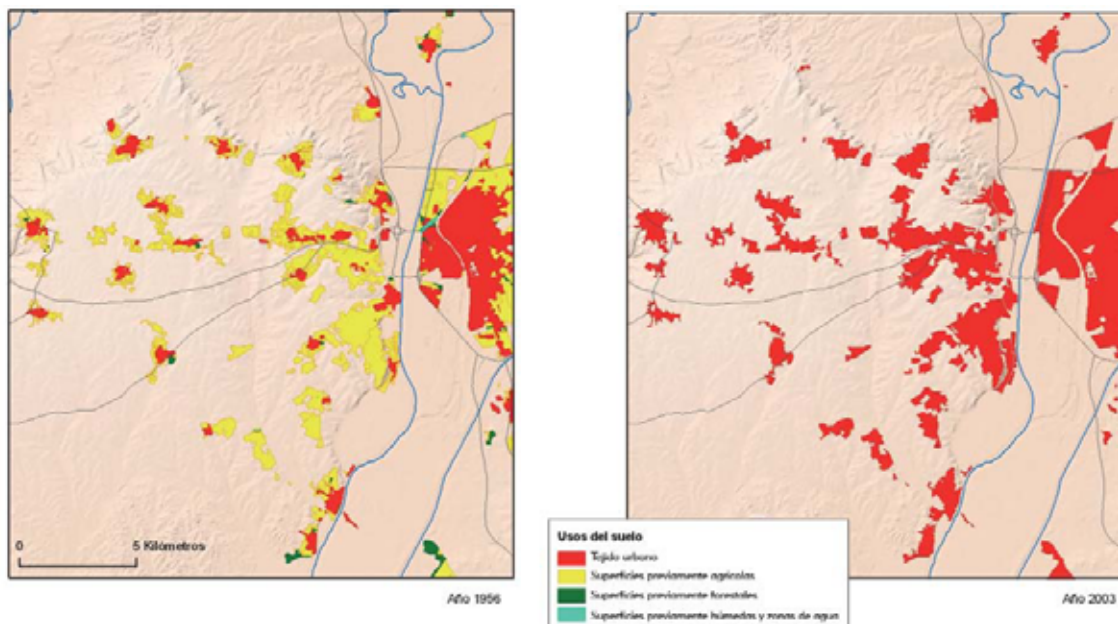 0 5 Kilómetros
Año 1956
Usos del suelo
Tejido urbano
Superficies previamente agrícolas
Superficies previamente forestales
Superficies previamente húmedas y zonas de agua
Año 2003